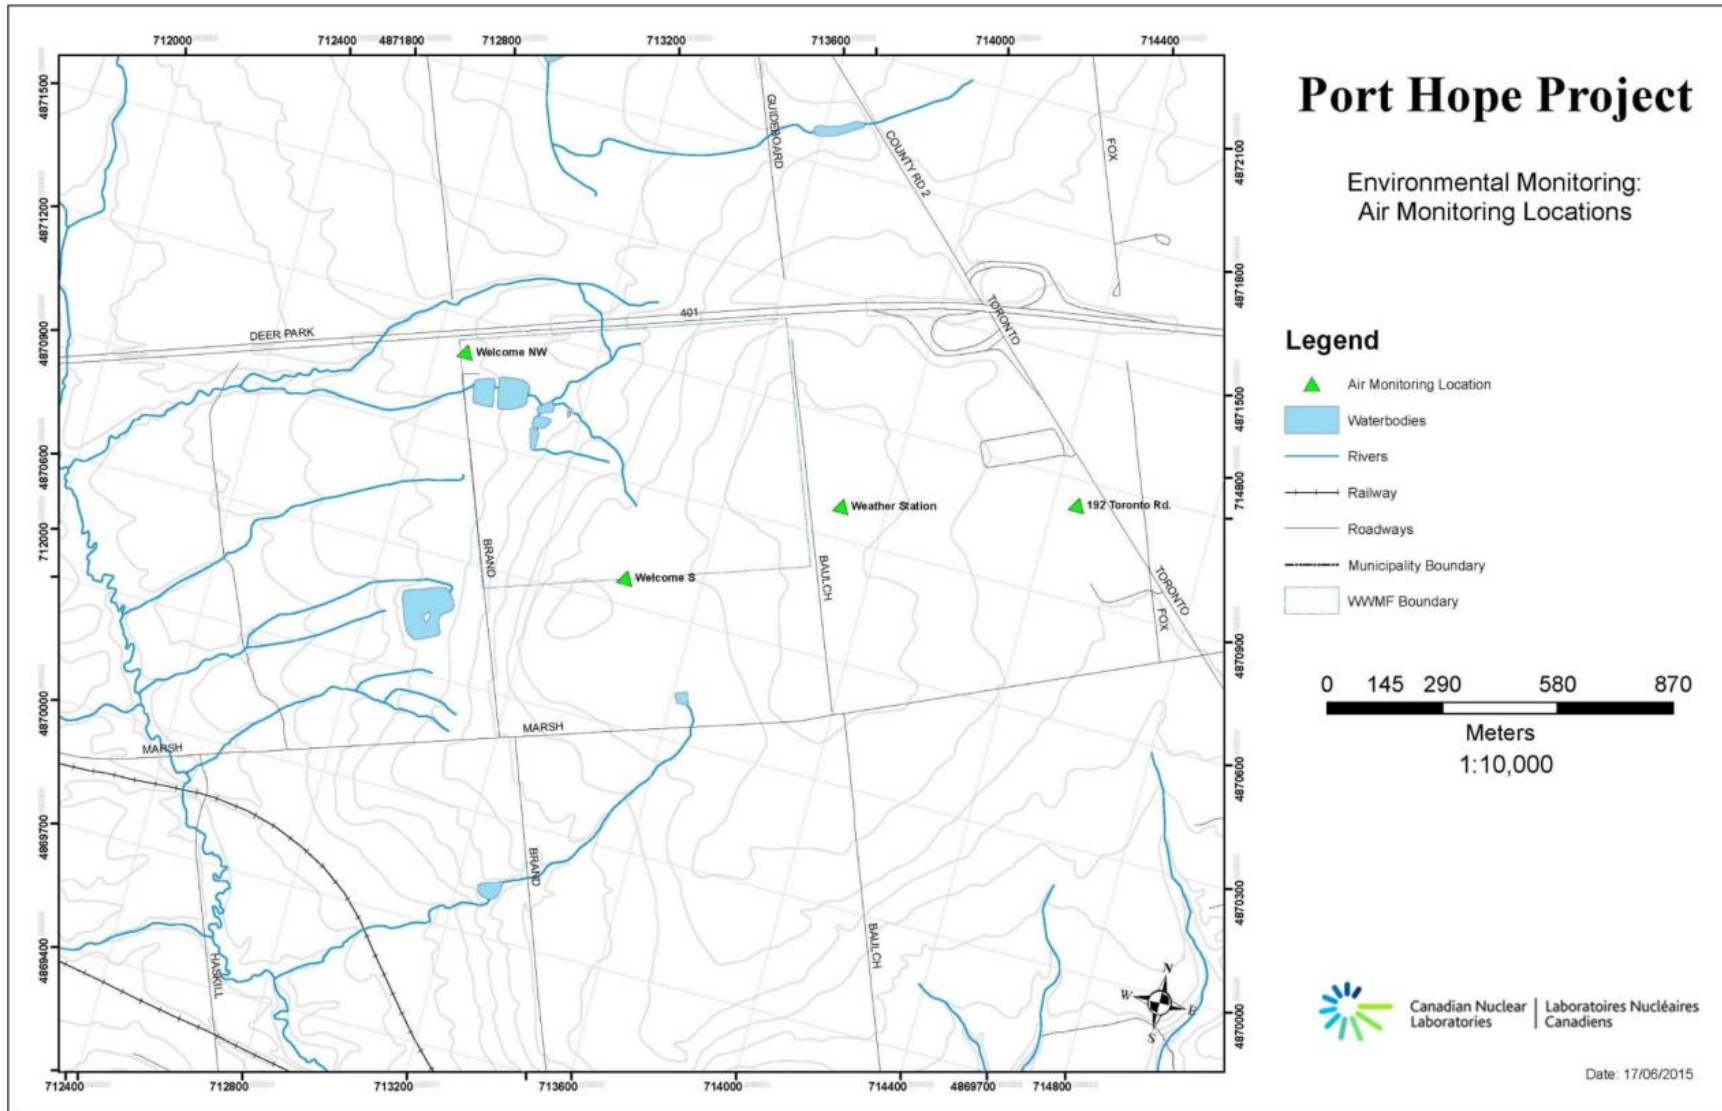 712000
712400
4871800
712800
713200
713600
714000
714400
4871500
4871200
4870900
4870600
712000
4870000
4869700
4869400
4872100
4871800
4871500
714800
4870900
4870600
4870300
4870000
712400
712800
713200
713600
714000
714400
4869700
714800
GUIDEBOARD
COUNTY RD 2
FOX
DEER PARK
401
TORONTO
Welcome NW
Weather Station
192 Toronto Rd.
BRAND
Welcome S
BAULCH
TORONTO
FOX
MARSH
MARSH
BRAND
BAULCH
HASKILL
N
W
E
S
Port Hope Project
Environmental Monitoring:
Air Monitoring Locations
Legend
Air Monitoring Location
Waterbodies
Rivers
Railway
Roadways
Municipality Boundary
WWMF Boundary
0 145 290 580 870
Meters
1:10,000
Canadian Nuclear Laboratories
Laboratoires Nucléaires Canadiens
Date: 17/06/2015